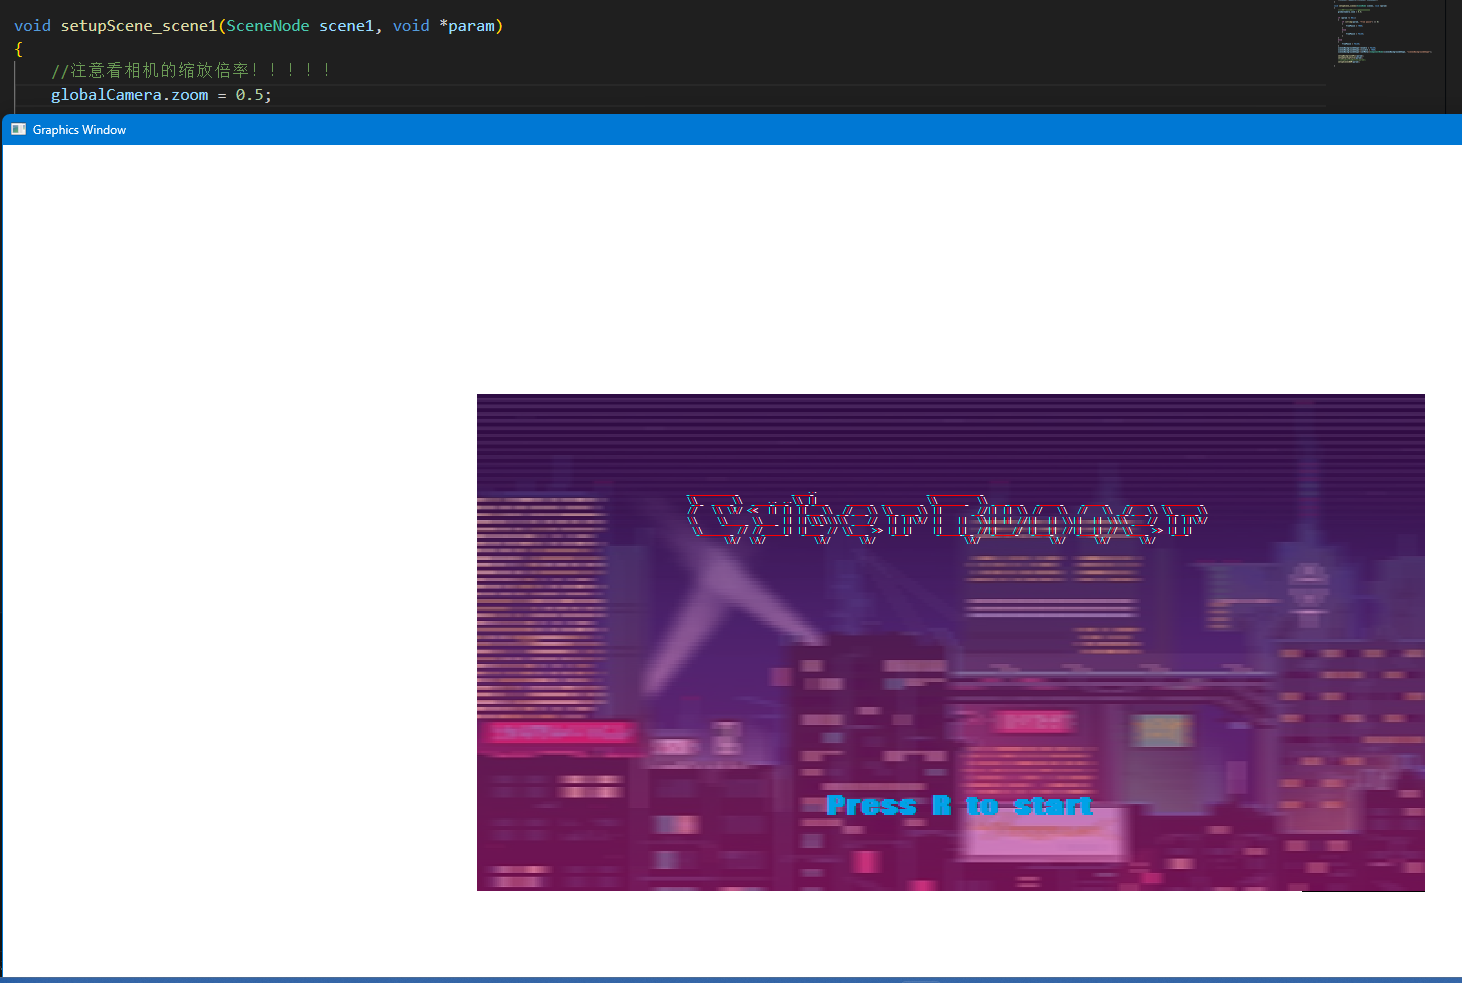 void setupScene_scene1(SceneNode scene1, void *param)
{
//注意看相机的缩放倍率！！！！！
globalCamera.zoom = 0.5;
Graphics Window
Press R to start